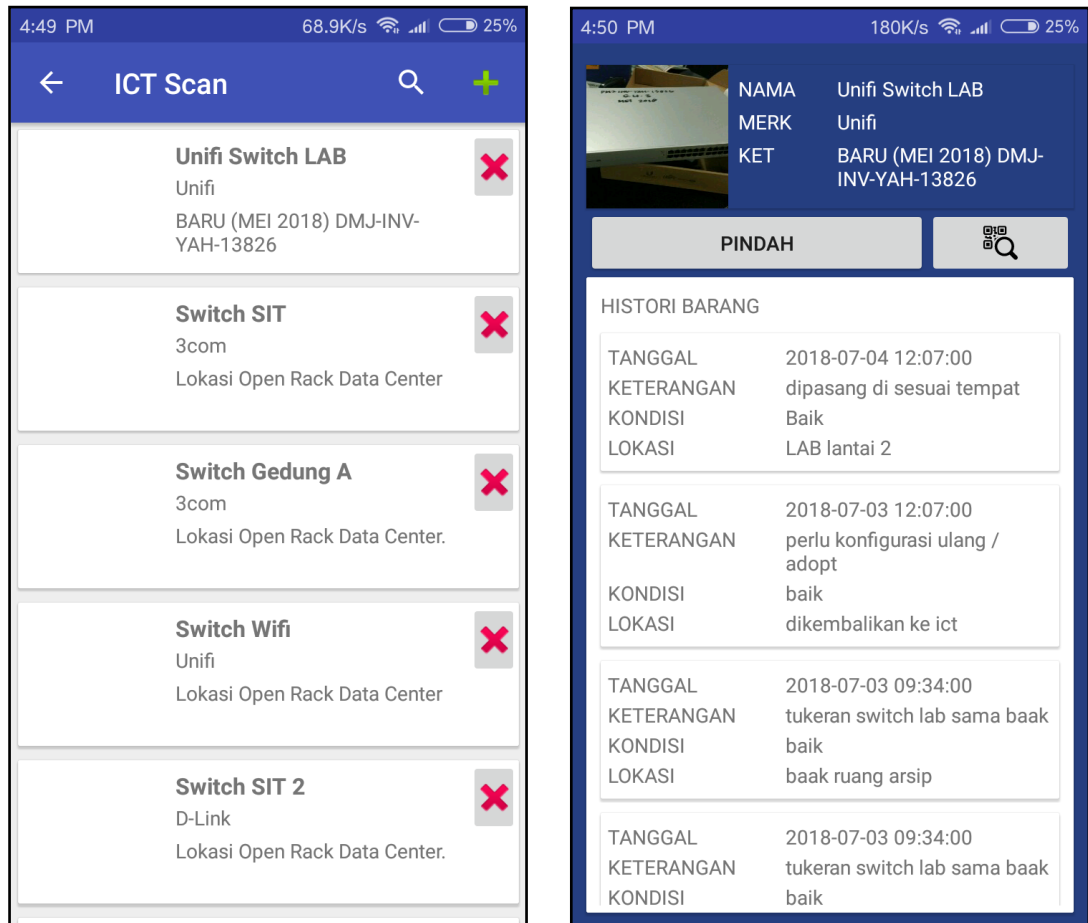 4:49 PM 68.9K/s 25%
ICT Scan
Unifi Switch LAB
Unifi
BARU (MEI 2018) DMJ-INV-
YAH-13826
Switch SIT
3com
Lokasi Open Rack Data Center
Switch Gedung A
3com
Lokasi Open Rack Data Center.
Switch Wifi
Unifi
Lokasi Open Rack Data Center
Switch SIT 2
D-Link
Lokasi Open Rack Data Center.
4:50 PM 180K/s 25%
NAMA Unifi Switch LAB
MERK Unifi
KET BARU (MEI 2018) DMJ-
INV-YAH-13826
PINDAH
HISTORI BARANG
TANGGAL 2018-07-04 12:07:00
KETERANGAN dipasang di sesuai tempat
KONDISI Baik
LOKASI LAB lantai 2
TANGGAL 2018-07-03 12:07:00
KETERANGAN perlu konfigurasi ulang /
adopt
KONDISI baik
LOKASI dikembalikan ke ict
TANGGAL 2018-07-03 09:34:00
KETERANGAN tukeran switch lab sama baak
KONDISI baik
LOKASI baak ruang arsip
TANGGAL 2018-07-03 09:34:00
KETERANGAN tukeran switch lab sama baak
KONDISI baik